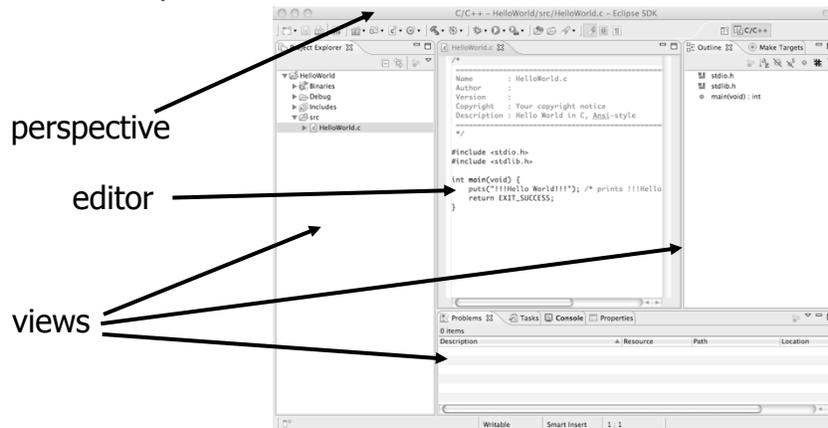 C/C++ - HelloWorld/src/HelloWorld.c - Eclipse SDK
C/C++
Project Explorer
HelloWorld.c
Outline
Make Targets
HelloWorld
Binaries
Debug
Includes
src
HelloWorld.c
/*
============================================
Name : HelloWorld.c
Author :
Version :
Copyright : Your copyright notice
Description : Hello World in C, Ansi-style
============================================
*/
#include <stdio.h>
#include <stdlib.h>
int main(void) {
puts("!!!Hello World!!!"); /* prints !!!Hello
return EXIT_SUCCESS;
}
stdio.h
stdlib.h
main(void) : int
perspective
editor
views
Problems
Tasks
Console
Properties
0 items
Description Resource Path Location
Writable Smart Insert 1 : 1